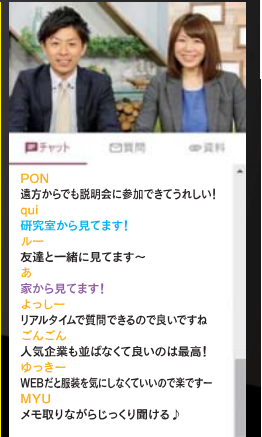 チャット
質問
資料
PON
遠方からでも説明会に参加できてうれしい！
qui
研究室から見てます！
ルー
友達と一緒に見てます〜
あ
家から見てます！
よっしー
リアルタイムで質問できるので良いですね
ごんごん
人気企業も並ばなくて良いのは最高！
ゆっきー
WEBだと服装を気にしなくていいので楽ですー
MYU
メモ取りながらじっくり聞ける♪